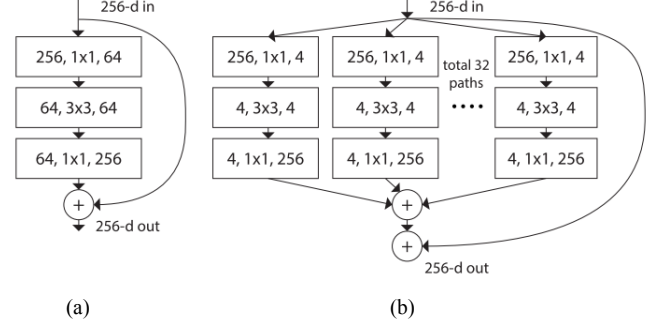 256-d in
256, 1x1, 64
64, 3x3, 64
64, 1x1, 256
+
256-d out
(a)
256-d in
256, 1x1, 4
256, 1x1, 4
total 32
paths
....
256, 1x1, 4
4, 3x3, 4
4, 3x3, 4
4, 3x3, 4
4, 1x1, 256
4, 1x1, 256
4, 1x1, 256
+
+
256-d out
(b)